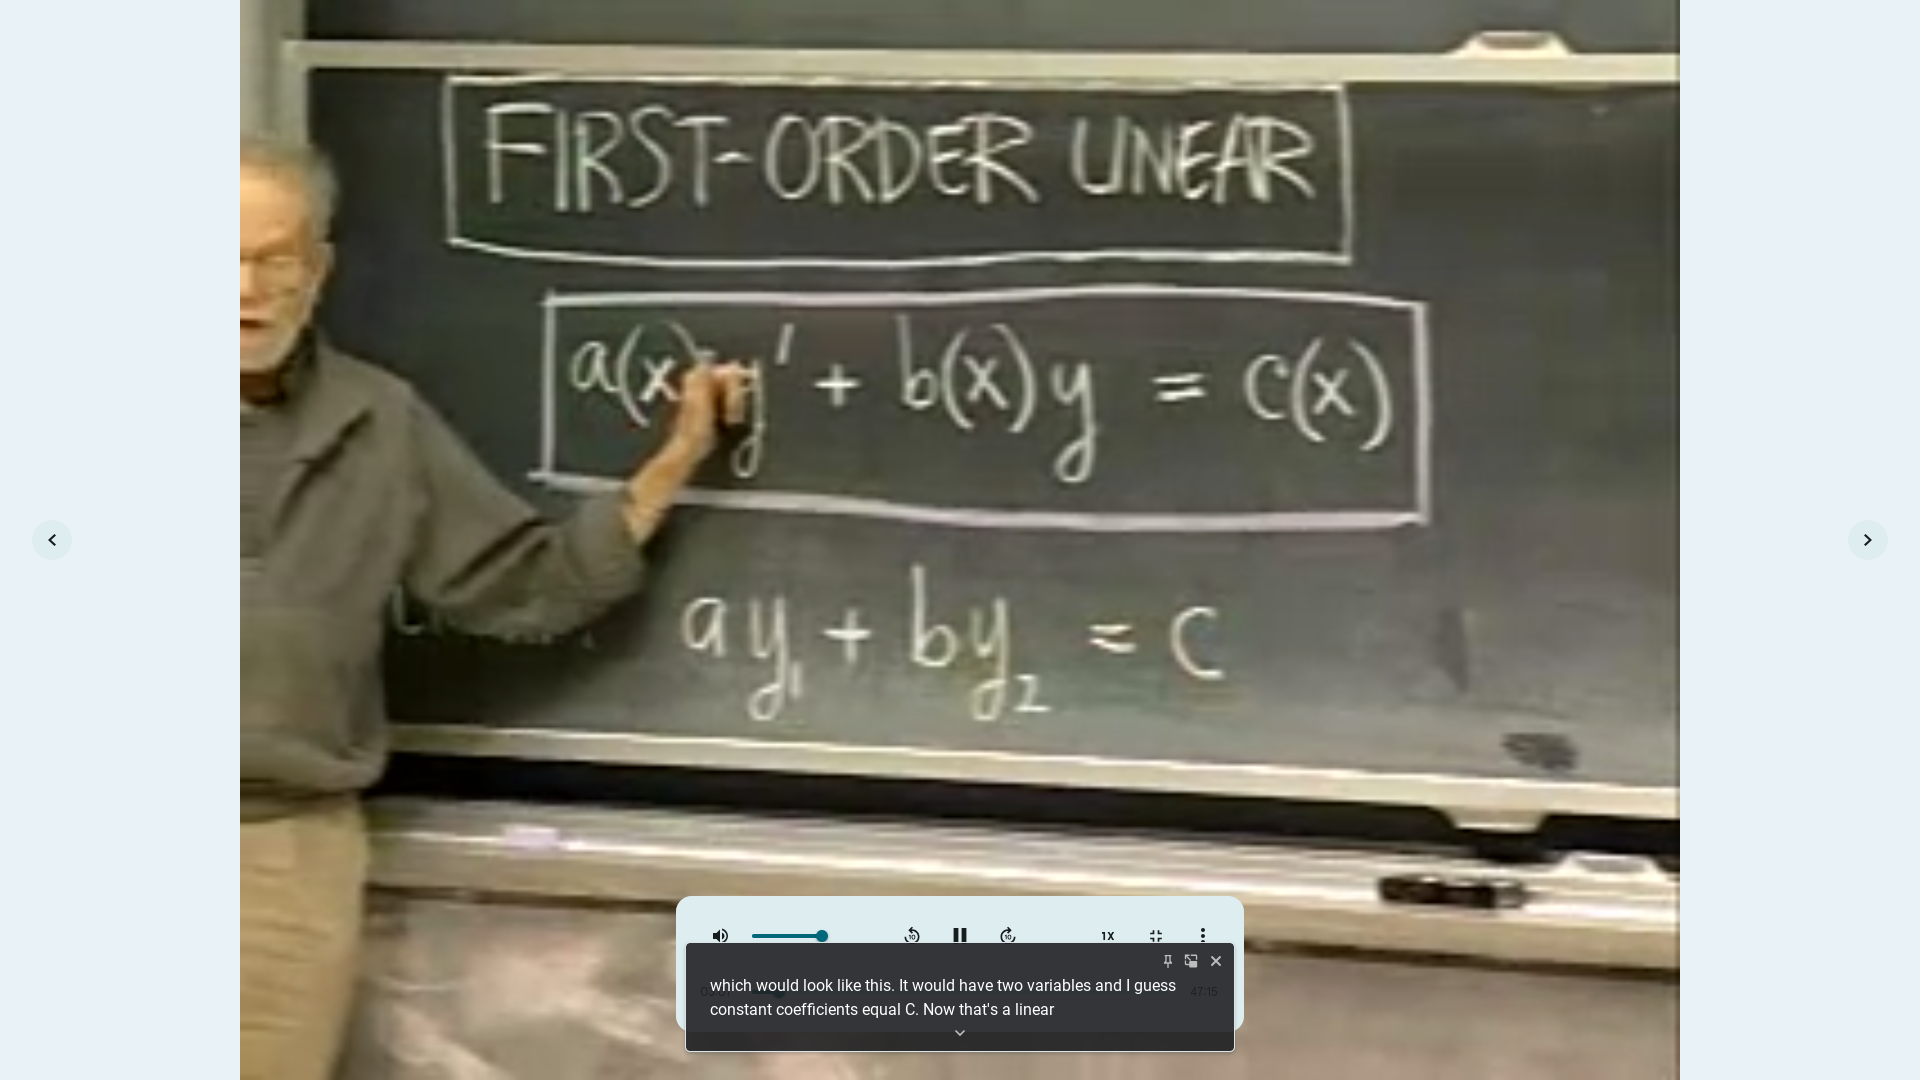 FIRST-ORDER LINEAR
a(x) y' + b(x) y = c(x)
ay₁ + by₂ = c
1X
47:15
which would look like this. It would have two variables and I guess
constant coefficients equal C. Now that's a linear